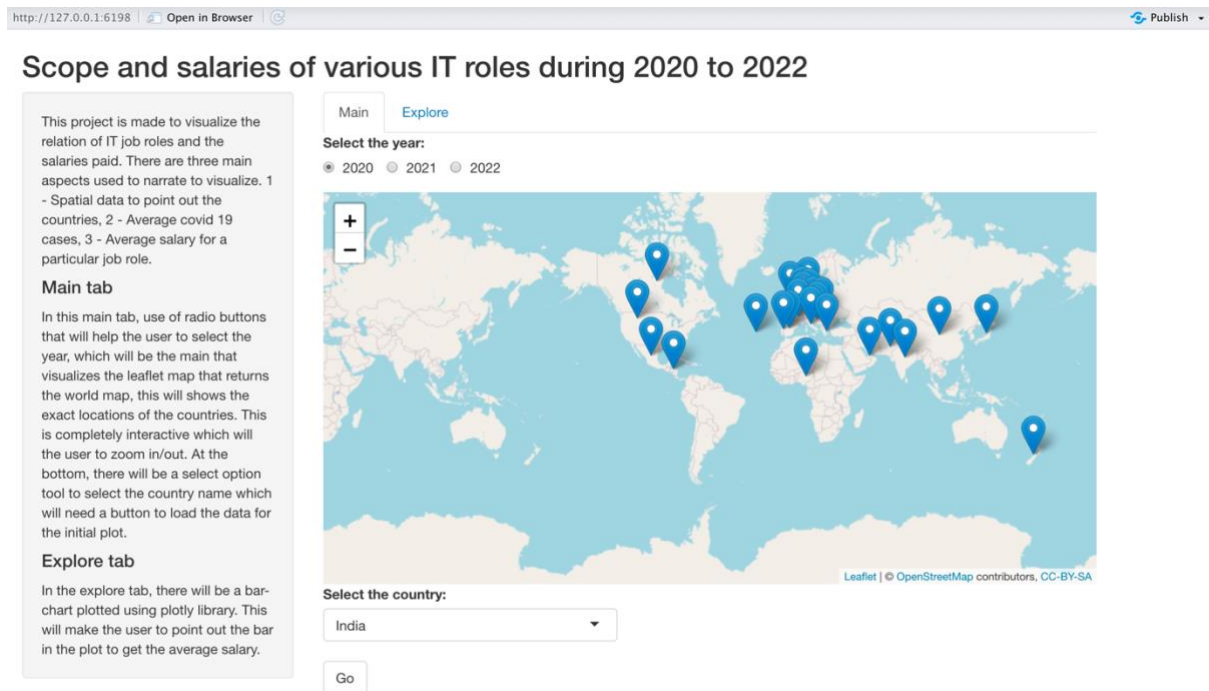 http://127.0.0.1:6198 Open in Browser Publish
Scope and salaries of various IT roles during 2020 to 2022
This project is made to visualize the
relation of IT job roles and the
salaries paid. There are three main
aspects used to narrate to visualize. 1
- Spatial data to point out the
countries, 2 - Average covid 19
cases, 3 - Average salary for a
particular job role.
Main tab
In this main tab, use of radio buttons
that will help the user to select the
year, which will be the main that
visualizes the leaflet map that returns
the world map, this will shows the
exact locations of the countries. This
is completely interactive which will
the user to zoom in/out. At the
bottom, there will be a select option
tool to select the country name which
will need a button to load the data for
the initial plot.
Explore tab
In the explore tab, there will be a bar-
chart plotted using plotly library. This
will make the user to point out the bar
in the plot to get the average salary.
Main Explore
Select the year:
2020 2021 2022
+
−
Leaflet | © OpenStreetMap contributors, CC-BY-SA
Select the country:
India
Go